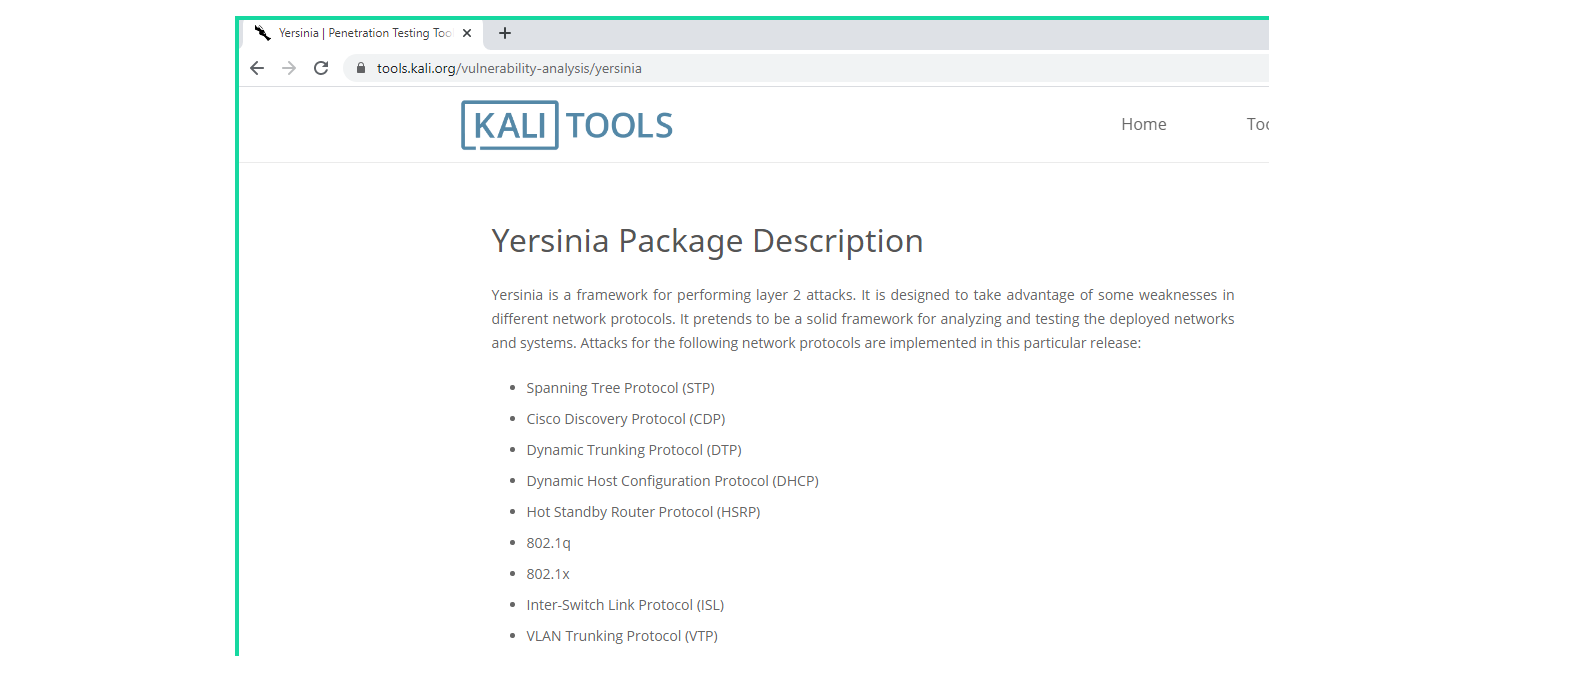 Yersinia | Penetration Testing Too
tools.kali.org/vulnerability-analysis/yersinia
KALI TOOLS
Home
Too
Yersinia Package Description
Yersinia is a framework for performing layer 2 attacks. It is designed to take advantage of some weaknesses in
different network protocols. It pretends to be a solid framework for analyzing and testing the deployed networks
and systems. Attacks for the following network protocols are implemented in this particular release:
• Spanning Tree Protocol (STP)
• Cisco Discovery Protocol (CDP)
• Dynamic Trunking Protocol (DTP)
• Dynamic Host Configuration Protocol (DHCP)
• Hot Standby Router Protocol (HSRP)
• 802.1q
• 802.1x
• Inter-Switch Link Protocol (ISL)
• VLAN Trunking Protocol (VTP)